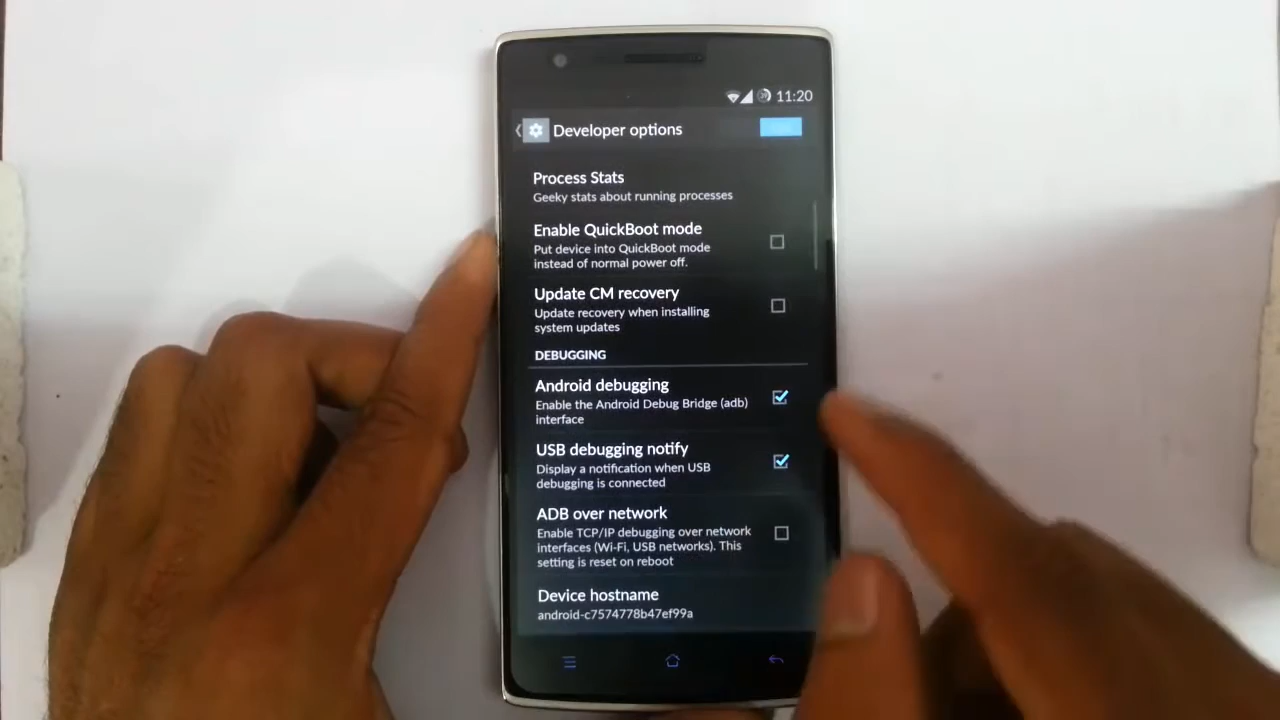 11:20
Developer options
Process Stats
Geeky stats about running processes
Enable QuickBoot mode
Put device into QuickBoot mode
instead of normal power off.
Update CM recovery
Update recovery when installing
system updates
DEBUGGING
Android debugging
Enable the Android Debug Bridge (adb)
interface
USB debugging notify
Display a notification when USB
debugging is connected
ADB over network
Enable TCP/IP debugging over network
interfaces (Wi-Fi, USB networks). This
setting is reset on reboot
Device hostname
android-c7574778b47ef99a